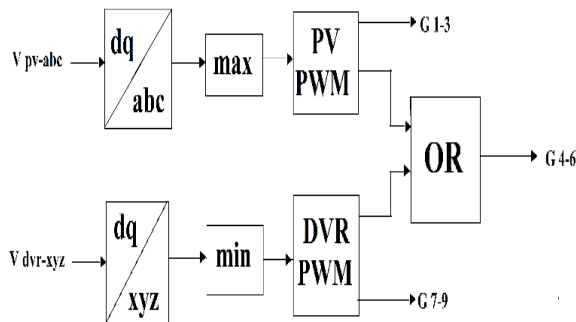 V pv-abc
dq
abc
max
PV
PWM
G 1-3
OR
G 4-6
V dvr-xyz
dq
xyz
min
DVR
PWM
G 7-9